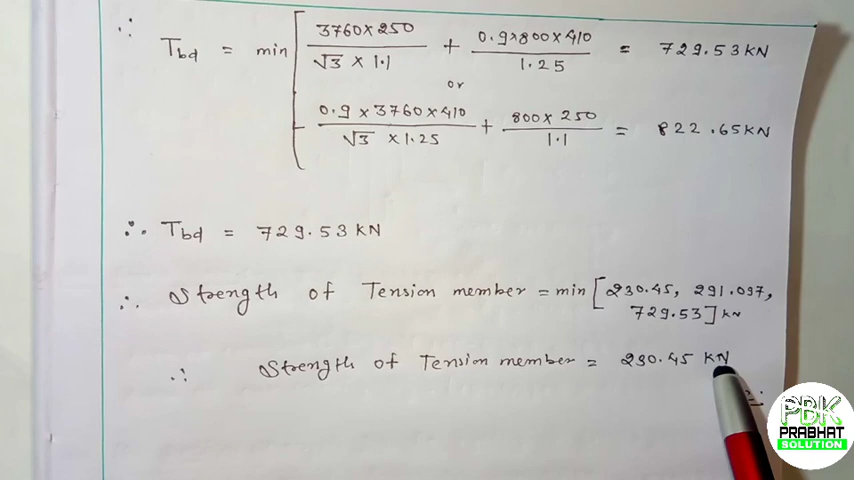 ∴ Tbd = min [ 3760×250 / √3 × 1.1 + 0.9×800×410 / 1.25 = 729.53 KN
or
0.9 × 3760×410 / √3 × 1.25 + 800× 250 / 1.1 = 822.65 KN
∴ Tbd = 729.53 KN
∴ Strength of Tension member = min [230.45, 291.097,
729.53] KN
∴ Strength of Tension member = 230.45 KN
PBK
PRABHAT
SOLUTION